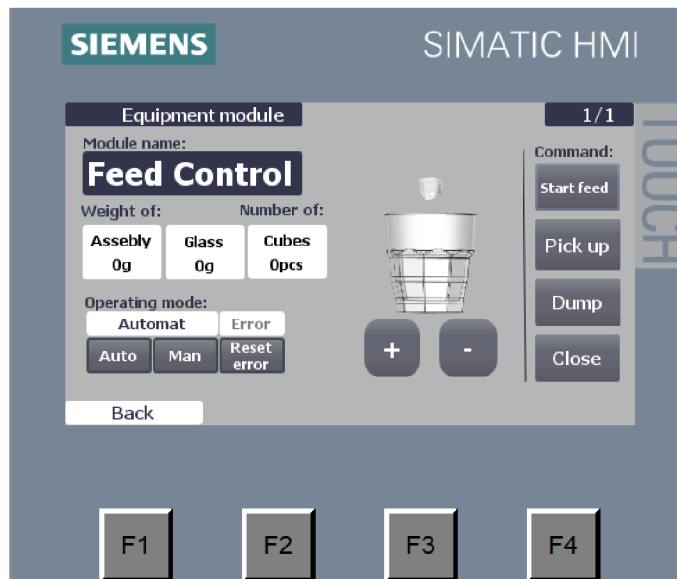 SIEMENS
SIMATIC HMI
TOUCH
Equipment module
1/1
Module name:
Feed Control
Weight of:
Number of:
Assebly
0g
Glass
0g
Cubes
0pcs
Operating mode:
Automat
Error
Auto
Man
Reset
error
+
-
Command:
Start feed
Pick up
Dump
Close
Back
F1
F2
F3
F4